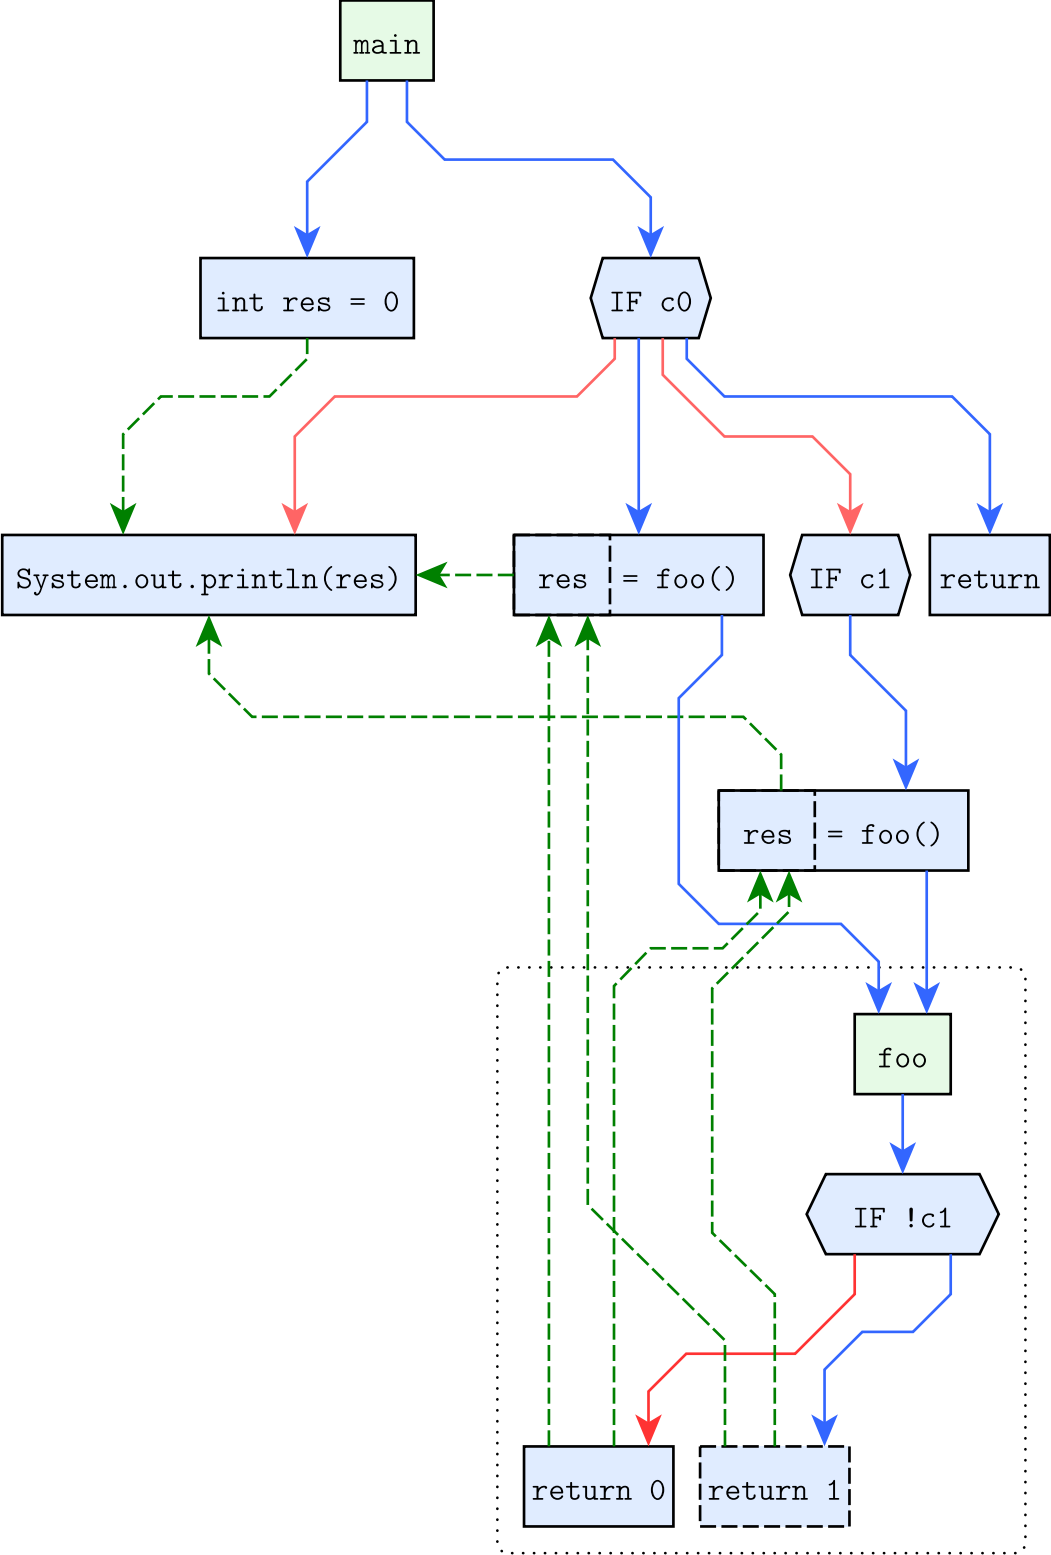 main
int res = 0
IF c0
System.out.println(res)
res = foo()
IF c1
return
res = foo()
foo
IF !c1
return 0
return 1